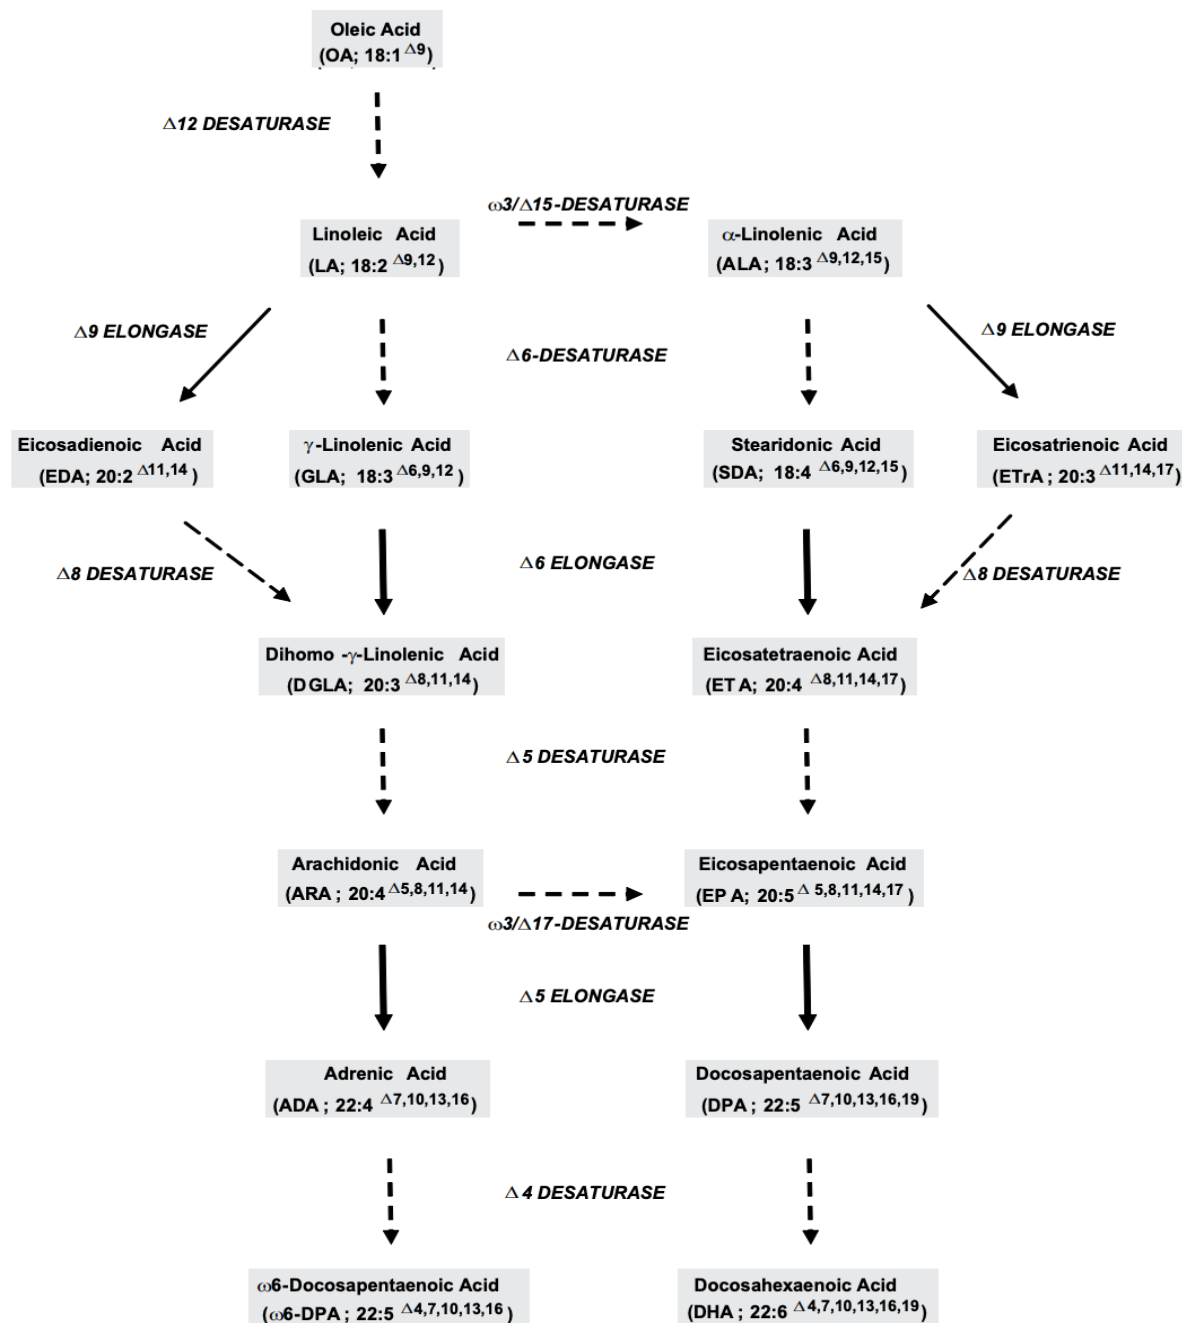 Oleic Acid
(OA; 18:1 Δ9)
Δ12 DESATURASE
ω3/Δ15-DESATURASE
Linoleic Acid
(LA; 18:2 Δ9,12)
α-Linolenic Acid
(ALA; 18:3 Δ9,12,15)
Δ9 ELONGASE
Δ6-DESATURASE
Δ9 ELONGASE
Eicosadienoic Acid
(EDA; 20:2 Δ11,14)
γ-Linolenic Acid
(GLA; 18:3 Δ6,9,12)
Stearidonic Acid
(SDA; 18:4 Δ6,9,12,15)
Eicosatrienoic Acid
(ETrA; 20:3 Δ11,14,17)
Δ8 DESATURASE
Δ6 ELONGASE
Δ8 DESATURASE
Dihomo -γ-Linolenic Acid
(DGLA; 20:3 Δ8,11,14)
Eicosatetraenoic Acid
(ETA; 20:4 Δ8,11,14,17)
Δ5 DESATURASE
Arachidonic Acid
(ARA; 20:4 Δ5,8,11,14)
Eicosapentaenoic Acid
(EPA; 20:5 Δ 5,8,11,14,17)
ω3/Δ17-DESATURASE
Δ5 ELONGASE
Adrenic Acid
(ADA; 22:4 Δ7,10,13,16)
Docosapentaenoic Acid
(DPA; 22:5 Δ7,10,13,16,19)
Δ4 DESATURASE
ω6-Docosapentaenoic Acid
(ω6-DPA; 22:5 Δ4,7,10,13,16)
Docosahexaenoic Acid
(DHA; 22:6 Δ4,7,10,13,16,19)